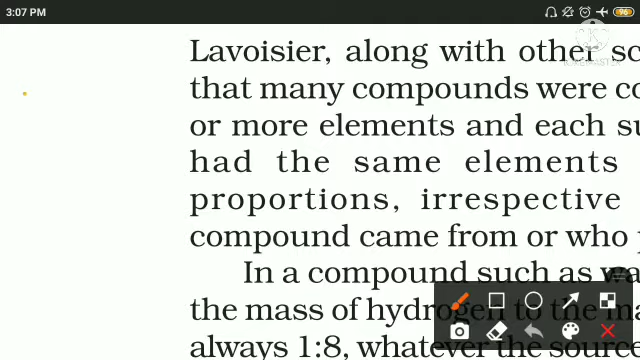 3:07 PM
96
Lavoisier, along with other sc
that many compounds were co
or more elements and each su
had the same elements
proportions, irrespective
compound came from or who p
In a compound such as wa
the mass of hydrogen to the ma
always 1:8, whatever the source